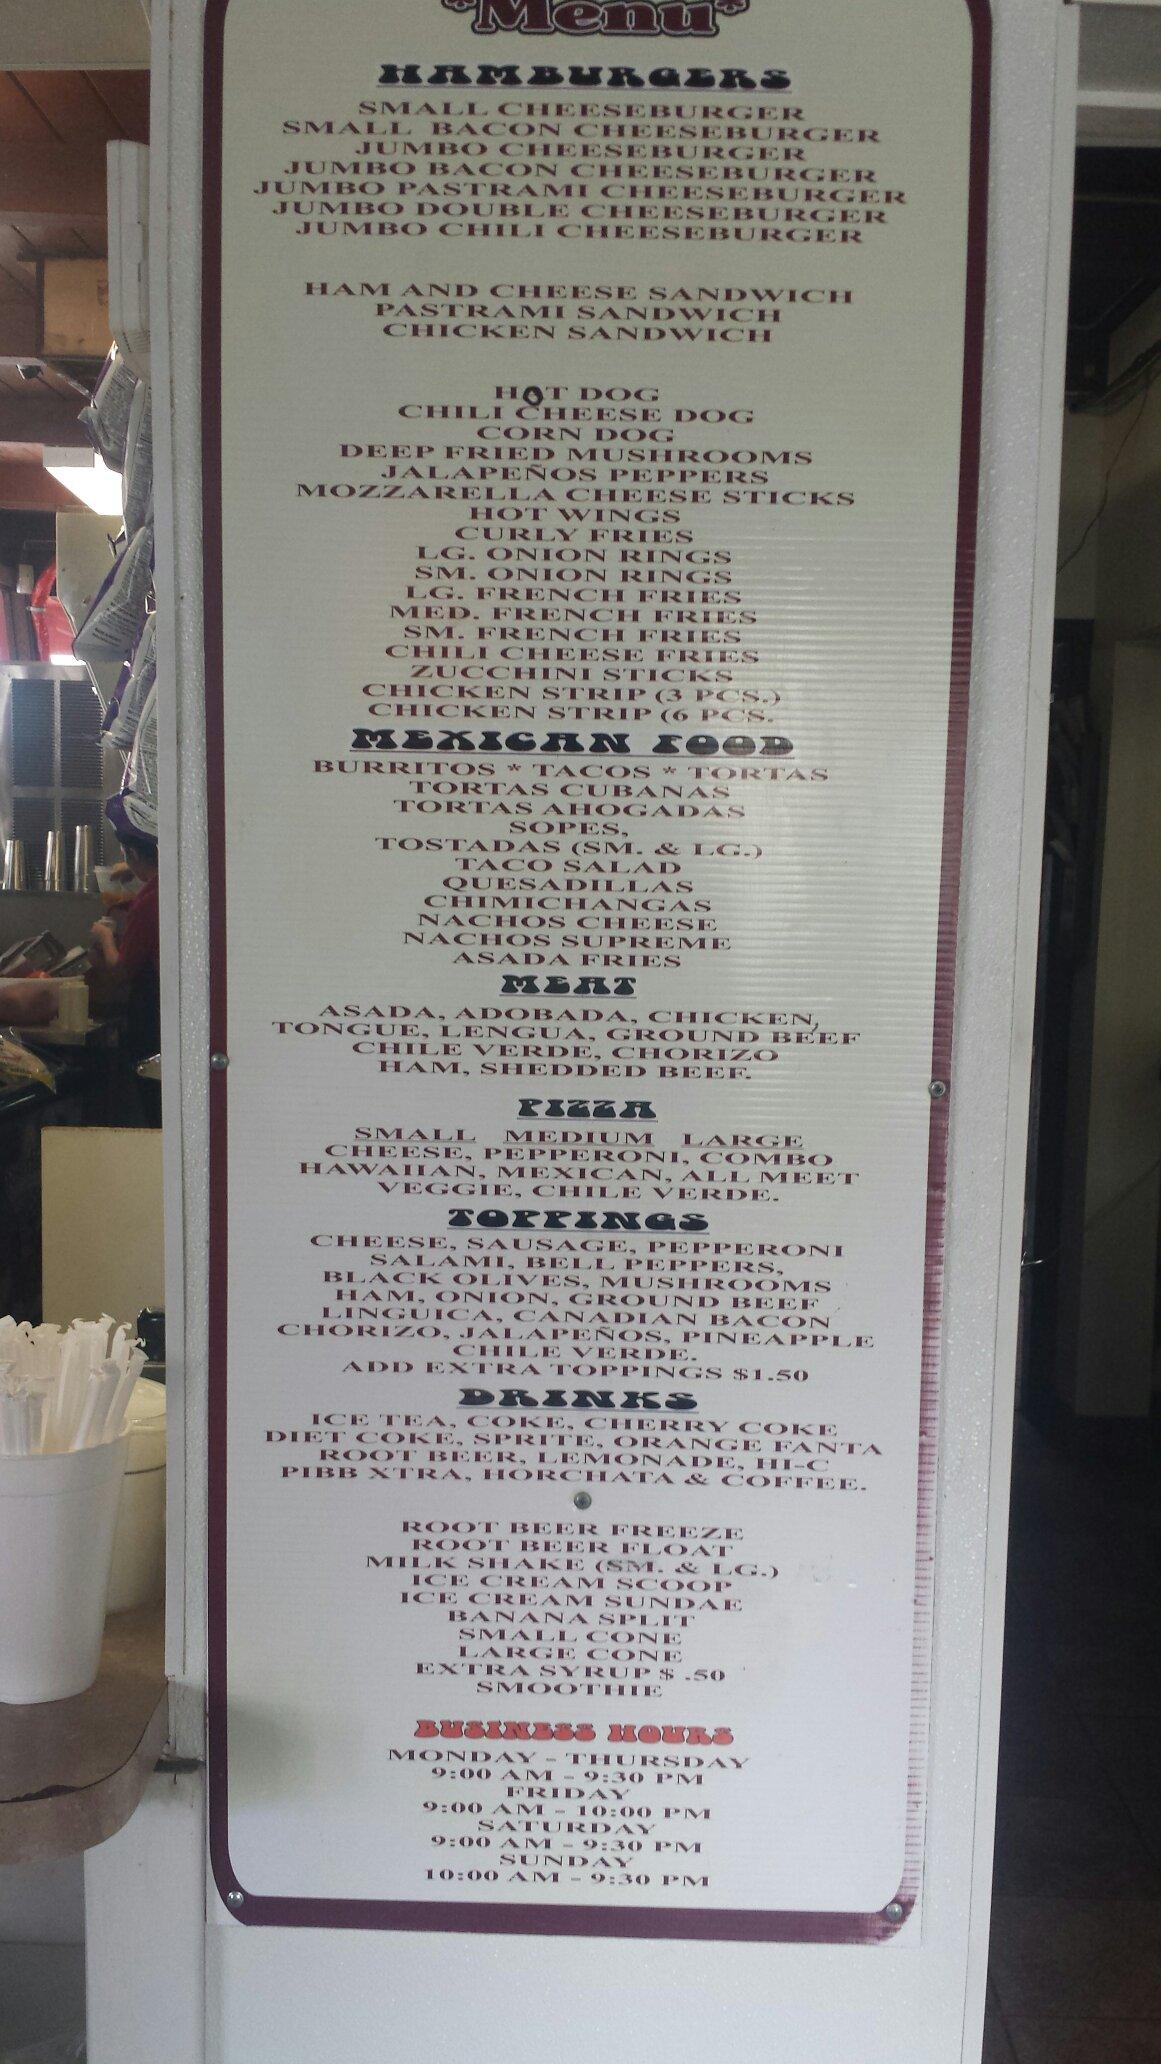 *Menu*
HAMBURGERS
SMALL CHEESEBURGER
SMALL BACON CHEESEBURGER
JUMBO CHEESEBURGER
JUMBO BACON CHEESEBURGER
JUMBO PASTRAMI CHEESEBURGER
JUMBO DOUBLE CHEESEBURGER
JUMBO CHILI CHEESEBURGER
HAM AND CHEESE SANDWICH
PASTRAMI SANDWICH
CHICKEN SANDWICH
HOT DOG
CHILI CHEESE DOG
CORN DOG
DEEP FRIED MUSHROOMS
JALAPEÑOS PEPPERS
MOZZARELLA CHEESE STICKS
HOT WINGS
CURLY FRIES
LG. ONION RINGS
SM. ONION RINGS
LG. FRENCH FRIES
MED. FRENCH FRIES
SM. FRENCH FRIES
CHILI CHEESE FRIES
ZUCCHINI STICKS
CHICKEN STRIP (3 PCS.)
CHICKEN STRIP (6 PCS.
MEXICAN FOOD
BURRITOS * TACOS * TORTAS
TORTAS CUBANAS
TORTAS AHOGADAS
SOPES,
TOSTADAS (SM. & LG.)
TACO SALAD
QUESADILLAS
CHIMICHANGAS
NACHOS CHEESE
NACHOS SUPREME
ASADA FRIES
MEAT
ASADA, ADOBADA, CHICKEN,
TONGUE, LENGUA, GROUND BEEF
CHILE VERDE, CHORIZO
HAM, SHEDDED BEEF.
PIZZA
SMALL MEDIUM LARGE
CHEESE, PEPPERONI, COMBO
HAWAIIAN, MEXICAN, ALL MEET
VEGGIE, CHILE VERDE.
TOPPINGS
CHEESE, SAUSAGE, PEPPERONI
SALAMI, BELL PEPPERS,
BLACK OLIVES, MUSHROOMS
HAM, ONION, GROUND BEEF
LINGUICA, CANADIAN BACON
CHORIZO, JALAPEÑOS, PINEAPPLE
CHILE VERDE.
ADD EXTRA TOPPINGS $1.50
DRINKS
ICE TEA, COKE, CHERRY COKE
DIET COKE, SPRITE, ORANGE FANTA
ROOT BEER, LEMONADE, HI-C
PIBB XTRA, HORCHATA & COFFEE.
ROOT BEER FREEZE
ROOT BEER FLOAT
MILK SHAKE (SM. & LG.)
ICE CREAM SCOOP
ICE CREAM SUNDAE
BANANA SPLIT
SMALL CONE
LARGE CONE
EXTRA SYRUP $ .50
SMOOTHIE
BUSINESS HOURS
MONDAY - THURSDAY
9:00 AM - 9:30 PM
FRIDAY
9:00 AM - 10:00 PM
SATURDAY
9:00 AM - 9:30 PM
SUNDAY
10:00 AM - 9:30 PM